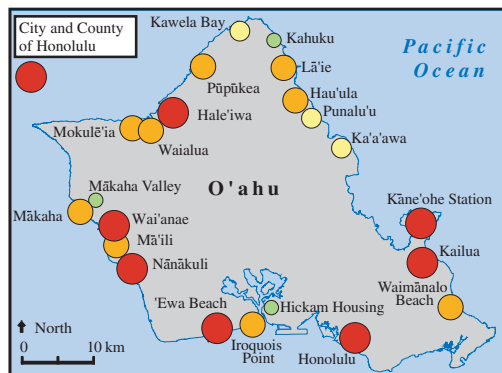 City and County
of Honolulu
Kawela Bay
Kahuku
Pacific
Ocean
Lā'ie
Pūpūkea
Hau'ula
Hale'iwa
Punalu'u
Mokulē'ia
Waialua
Ka'a'awa
Mākaha Valley
O'ahu
Kāne'ohe Station
Mākaha
Wai'anae
Mā'ili
Kailua
Nānākuli
Waimānalo
Beach
'Ewa Beach
Hickam Housing
North
Iroquois
Point
Honolulu
0 10 km